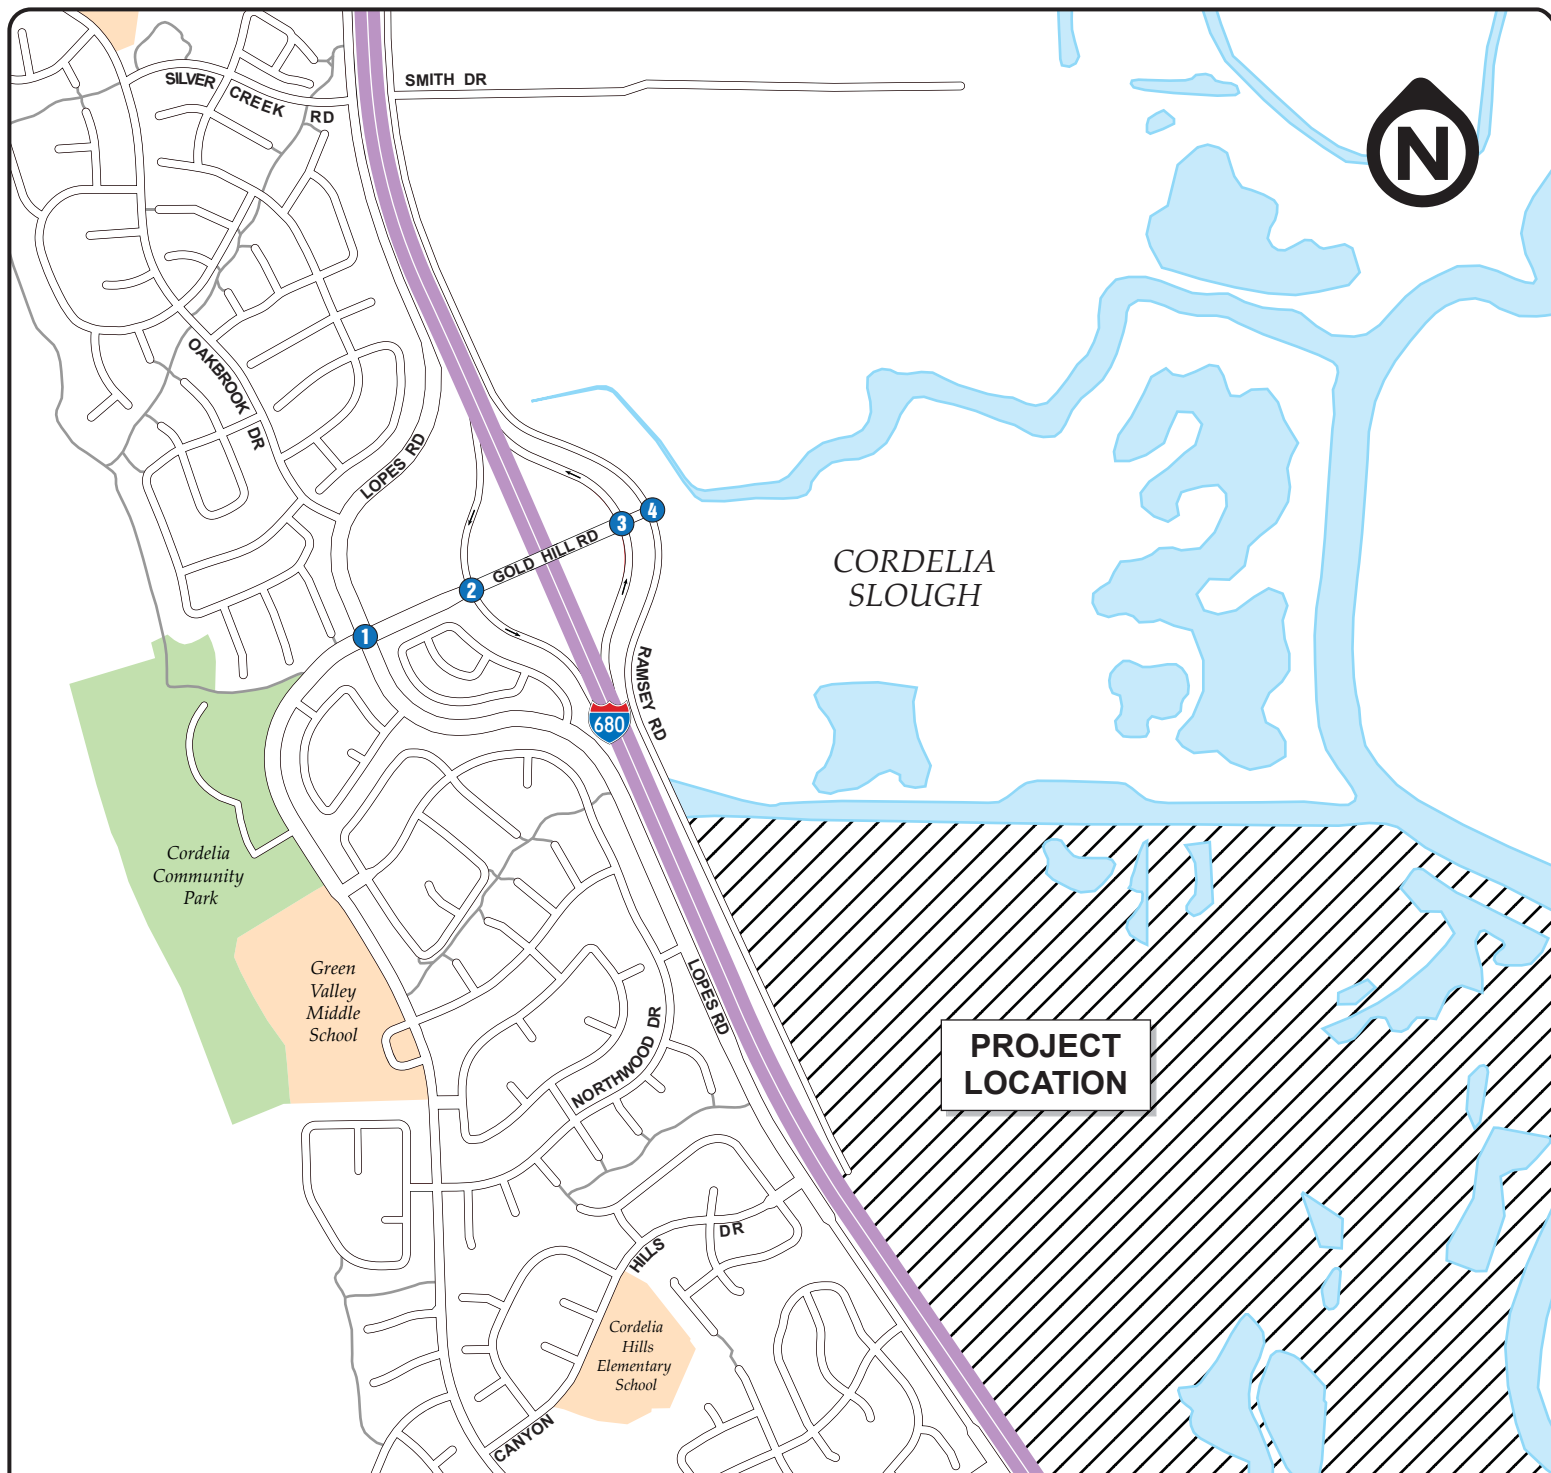 SMITH DR
SILVER
CREEK
RD
N
OAKBROOK
DR
LOPES RD
4
3
GOLD HILL RD
2
1
CORDELIA
SLOUGH
RAMSEY RD
680
Cordelia
Community
Park
Green
Valley
Middle
School
LOPES RD
NORTHWOOD DR
PROJECT
LOCATION
HILLS
DR
Cordelia
Hills
Elementary
School
CANYON